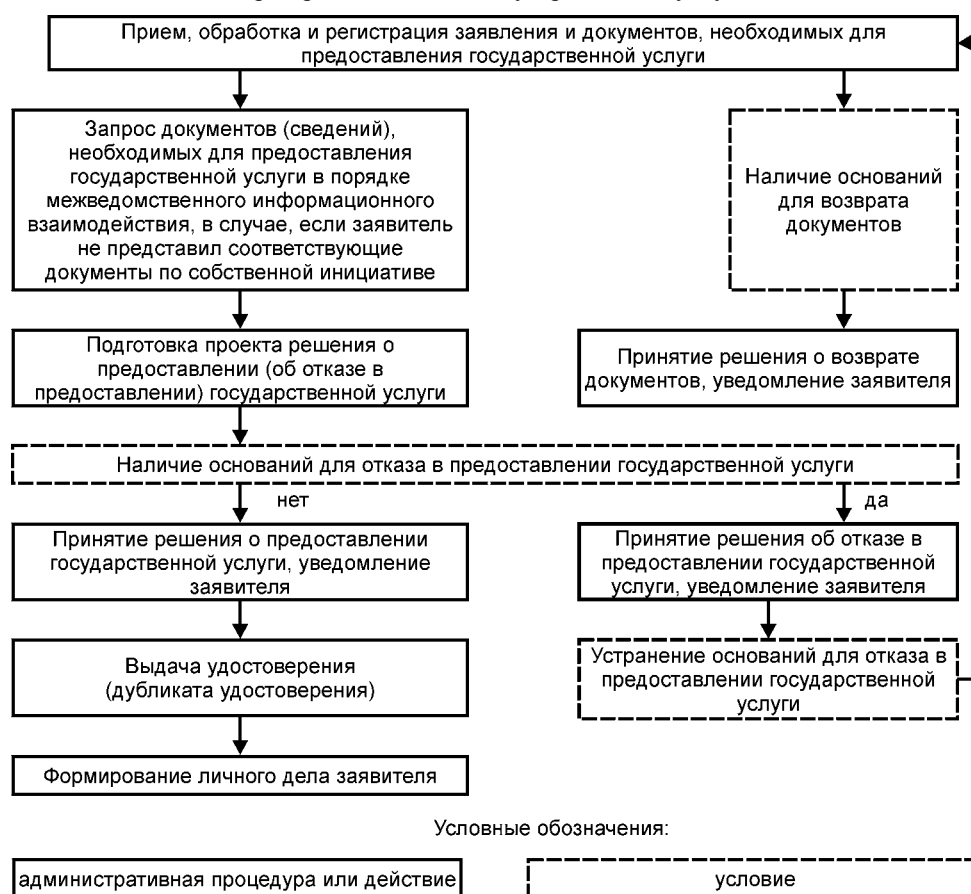 Прием, обработка и регистрация заявления и документов, необходимых для
предоставления государственной услуги
Запрос документов (сведений),
необходимых для предоставления
государственной услуги в порядке
межведомственного информационного
взаимодействия, в случае, если заявитель
не представил соответствующие
документы по собственной инициативе
Наличие оснований
для возврата
документов
Подготовка проекта решения о
предоставлении (об отказе в
предоставлении) государственной услуги
Принятие решения о возврате
документов, уведомление заявителя
Наличие оснований для отказа в предоставлении государственной услуги
нет
да
Принятие решения о предоставлении
государственной услуги, уведомление
заявителя
Принятие решения об отказе в
предоставлении государственной
услуги, уведомление заявителя
Выдача удостоверения
(дубликата удостоверения)
Устранение оснований для отказа в
предоставлении государственной
услуги
Формирование личного дела заявителя
Условные обозначения:
административная процедура или действие
условие